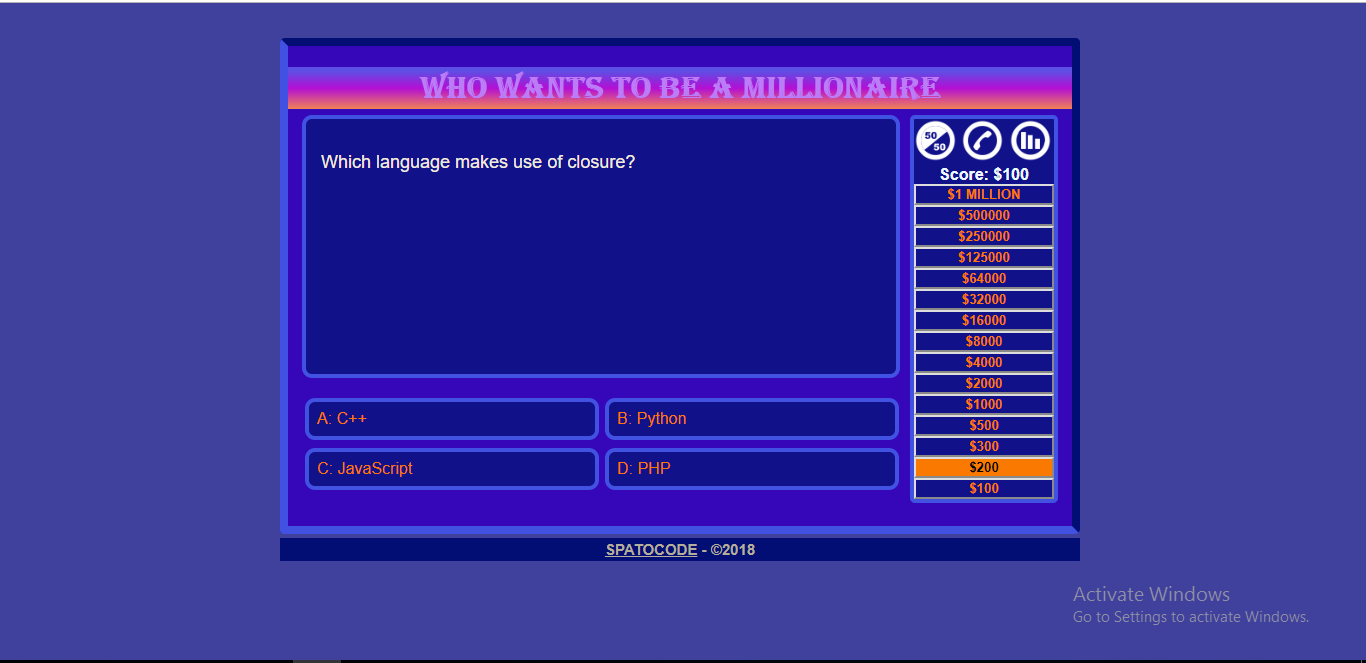 WHO WANTS TO BE A MILLIONAIRE
Which language makes use of closure?
A: C++
B: Python
C: JavaScript
D: PHP
50
50
Score: $100
$1 MILLION
$500000
$250000
$125000
$64000
$32000
$16000
$8000
$4000
$2000
$1000
$500
$300
$200
$100
SPATOCODE - ©2018
Activate Windows
Go to Settings to activate Windows.